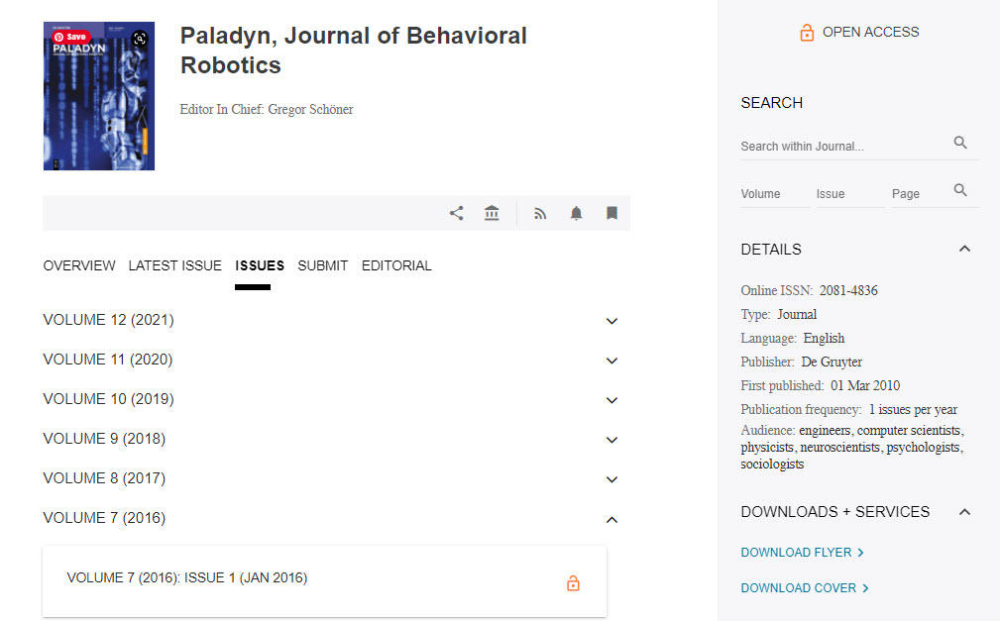 Save
PALADYN
Paladyn, Journal of Behavioral
Robotics
Editor In Chief: Gregor Schöner
OVERVIEW LATEST ISSUE ISSUES SUBMIT EDITORIAL
VOLUME 12 (2021)
VOLUME 11 (2020)
VOLUME 10 (2019)
VOLUME 9 (2018)
VOLUME 8 (2017)
VOLUME 7 (2016)
VOLUME 7 (2016): ISSUE 1 (JAN 2016)
OPEN ACCESS
SEARCH
Search within Journal...
Volume Issue Page
DETAILS
Online ISSN: 2081-4836
Type: Journal
Language: English
Publisher: De Gruyter
First published: 01 Mar 2010
Publication frequency: 1 issues per year
Audience: engineers, computer scientists,
physicists, neuroscientists, psychologists,
sociologists
DOWNLOADS + SERVICES
DOWNLOAD FLYER
DOWNLOAD COVER